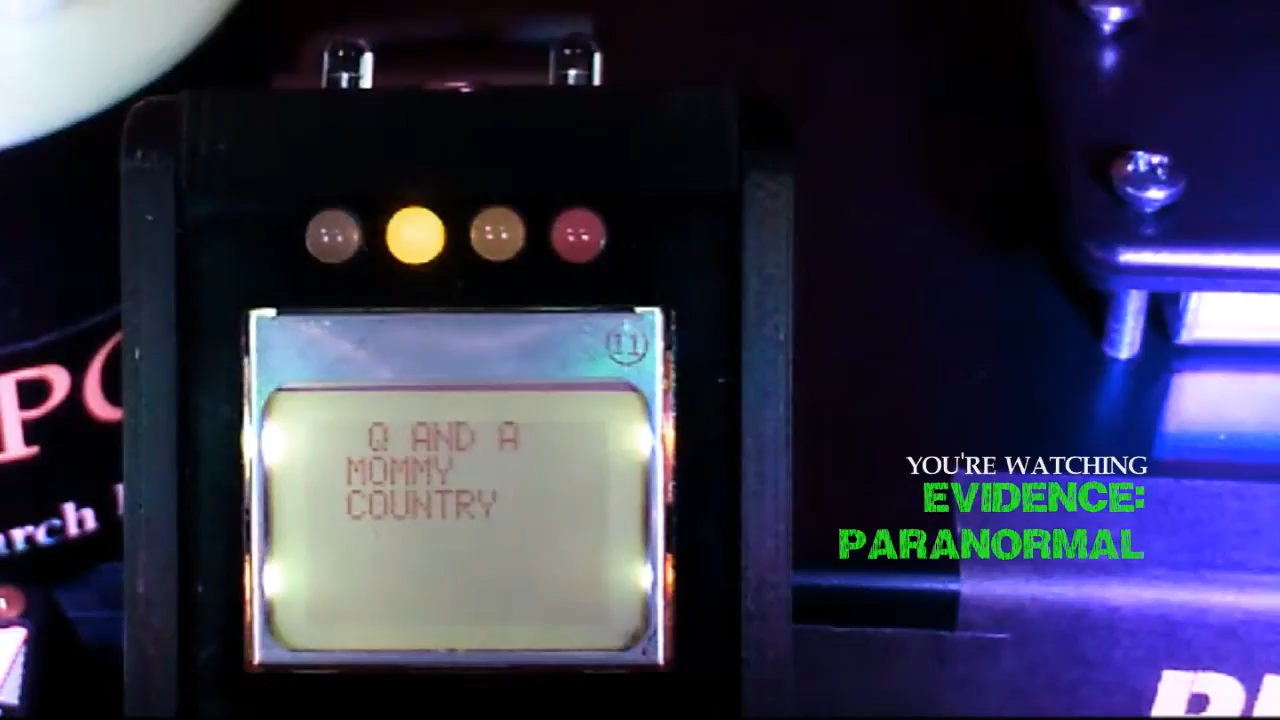 11
Q AND A
MOMMY
COUNTRY
YOU'RE WATCHING
EVIDENCE:
PARANORMAL